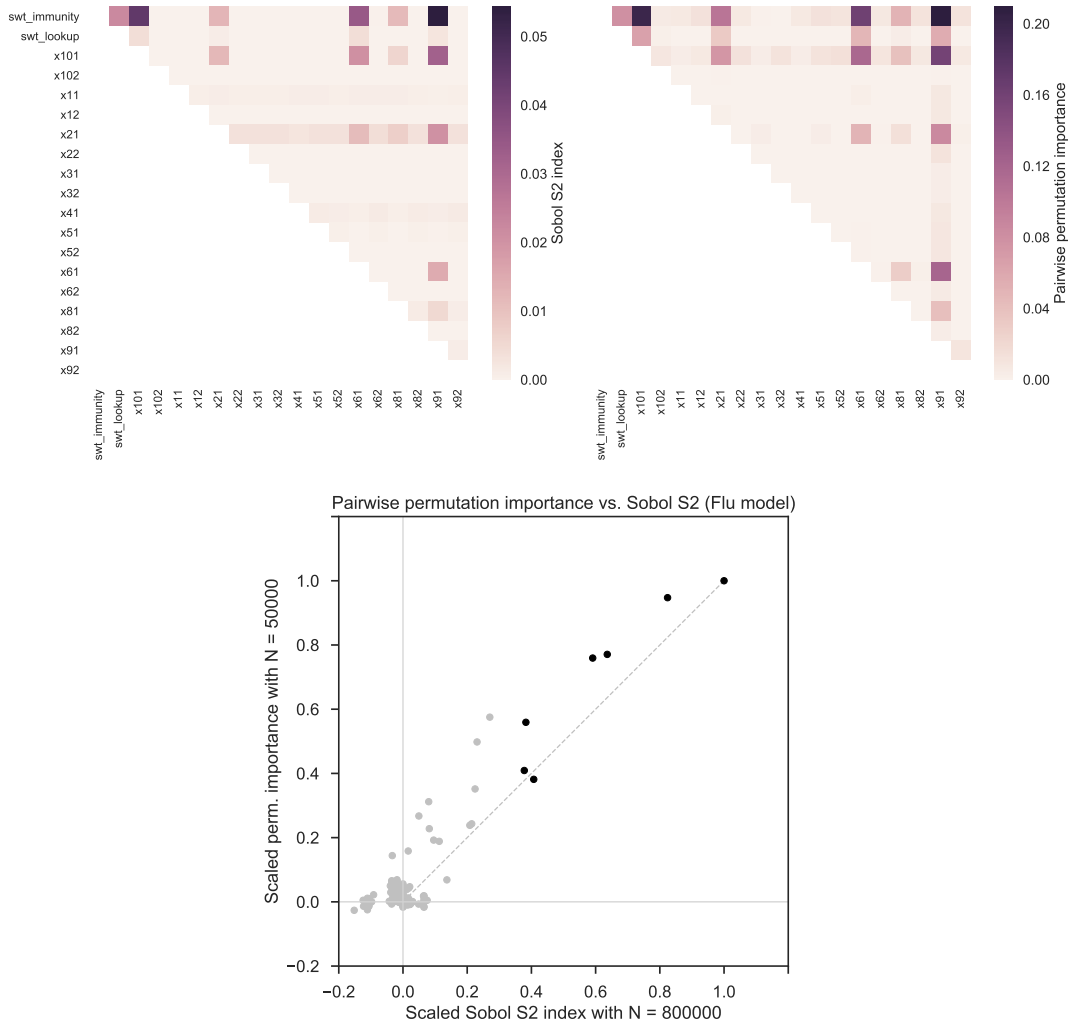 swt_immunity
swt_lookup
x101
x102
x11
x12
x21
x22
x31
x32
x41
x51
x52
x61
x62
x81
x82
x91
x92
swt_immunity
swt_lookup
x101
x102
x11
x12
x21
x22
x31
x32
x41
x51
x52
x61
x62
x81
x82
x91
x92
0.05
0.04
0.03
0.02
0.01
0.00
Sobol S2 index
swt_immunity
swt_lookup
x101
x102
x11
x12
x21
x22
x31
x32
x41
x51
x52
x61
x62
x81
x82
x91
x92
0.20
0.16
0.12
0.08
0.04
0.00
Pairwise permutation importance
Pairwise permutation importance vs. Sobol S2 (Flu model)
Scaled perm. importance with N = 50000
1.0
0.8
0.6
0.4
0.2
0.0
−0.2
−0.2 0.0 0.2 0.4 0.6 0.8 1.0
Scaled Sobol S2 index with N = 800000